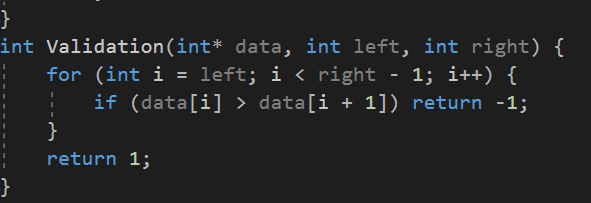 }
int Validation(int* data, int left, int right) {
    for (int i = left; i < right - 1; i++) {
        if (data[i] > data[i + 1]) return -1;
    }
    return 1;
}